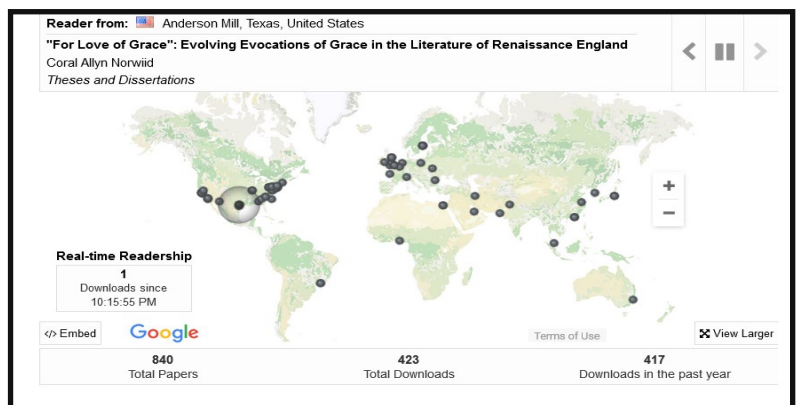 Reader from: Anderson Mill, Texas, United States
"For Love of Grace": Evolving Evocations of Grace in the Literature of Renaissance England
Coral Allyn Norwiid
Theses and Dissertations
+
−
Real-time Readership
1
Downloads since
10:15:55 PM
</> Embed
Google
Terms of Use
View Larger
840
Total Papers
423
Total Downloads
417
Downloads in the past year